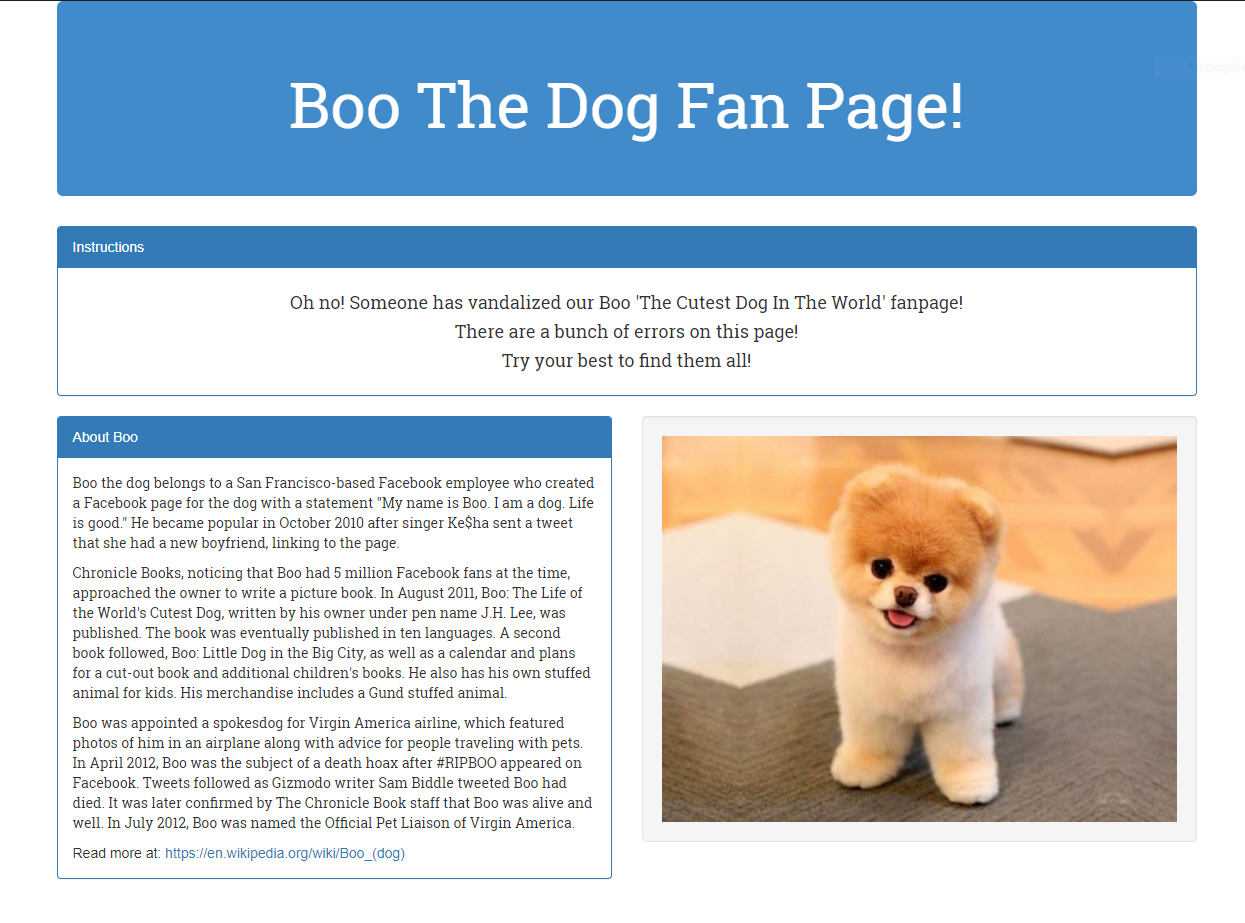 Boo The Dog Fan Page!
Instructions
Oh no! Someone has vandalized our Boo 'The Cutest Dog In The World' fanpage!
There are a bunch of errors on this page!
Try your best to find them all!
About Boo
Boo the dog belongs to a San Francisco-based Facebook employee who created
a Facebook page for the dog with a statement "My name is Boo. I am a dog. Life
is good." He became popular in October 2010 after singer Ke$ha sent a tweet
that she had a new boyfriend, linking to the page.
Chronicle Books, noticing that Boo had 5 million Facebook fans at the time,
approached the owner to write a picture book. In August 2011, Boo: The Life of
the World's Cutest Dog, written by his owner under pen name J.H. Lee, was
published. The book was eventually published in ten languages. A second
book followed, Boo: Little Dog in the Big City, as well as a calendar and plans
for a cut-out book and additional children's books. He also has his own stuffed
animal for kids. His merchandise includes a Gund stuffed animal.
Boo was appointed a spokesdog for Virgin America airline, which featured
photos of him in an airplane along with advice for people traveling with pets.
In April 2012, Boo was the subject of a death hoax after #RIPBOO appeared on
Facebook. Tweets followed as Gizmodo writer Sam Biddle tweeted Boo had
died. It was later confirmed by The Chronicle Book staff that Boo was alive and
well. In July 2012, Boo was named the Official Pet Liaison of Virgin America.
Read more at: https://en.wikipedia.org/wiki/Boo_(dog)